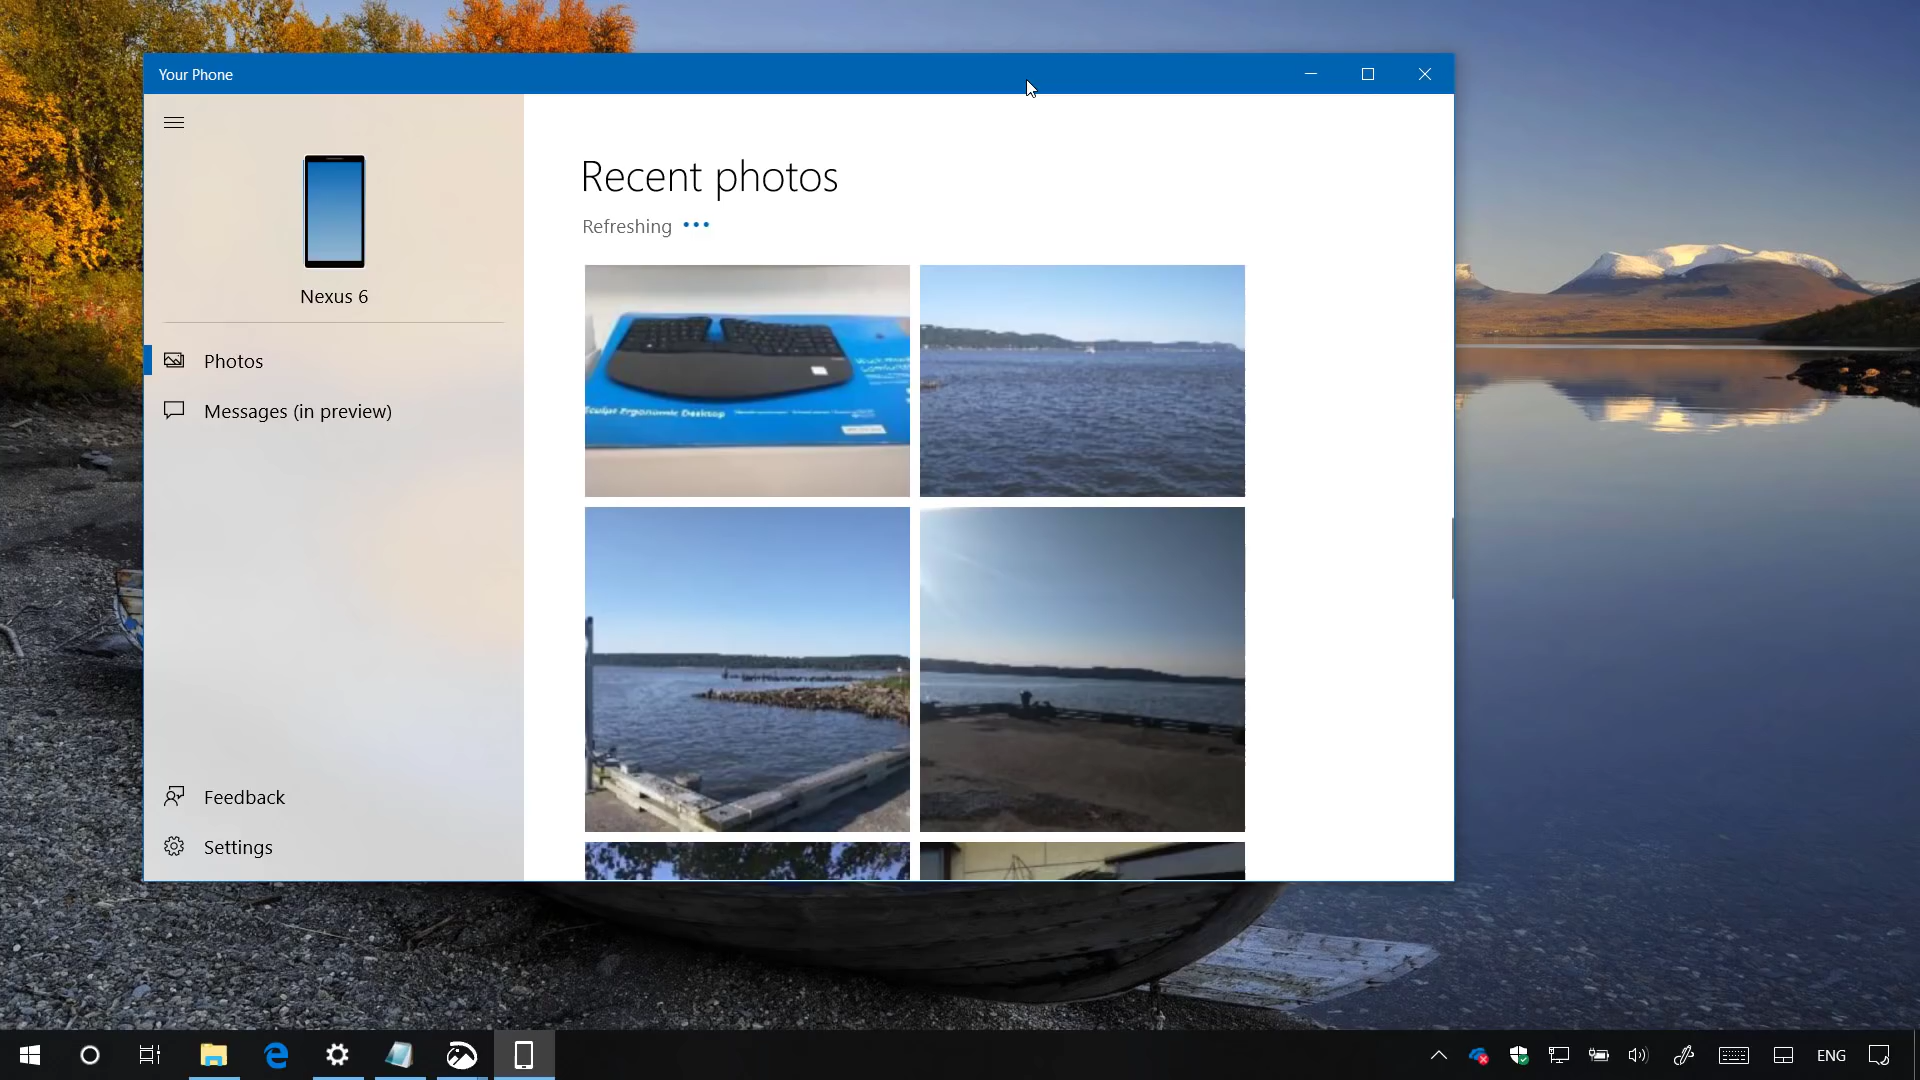 Your Phone
Nexus 6
Photos
Messages (in preview)
Feedback
Settings
Recent photos
Refreshing
Sculpt Ergonomic Desktop
ENG